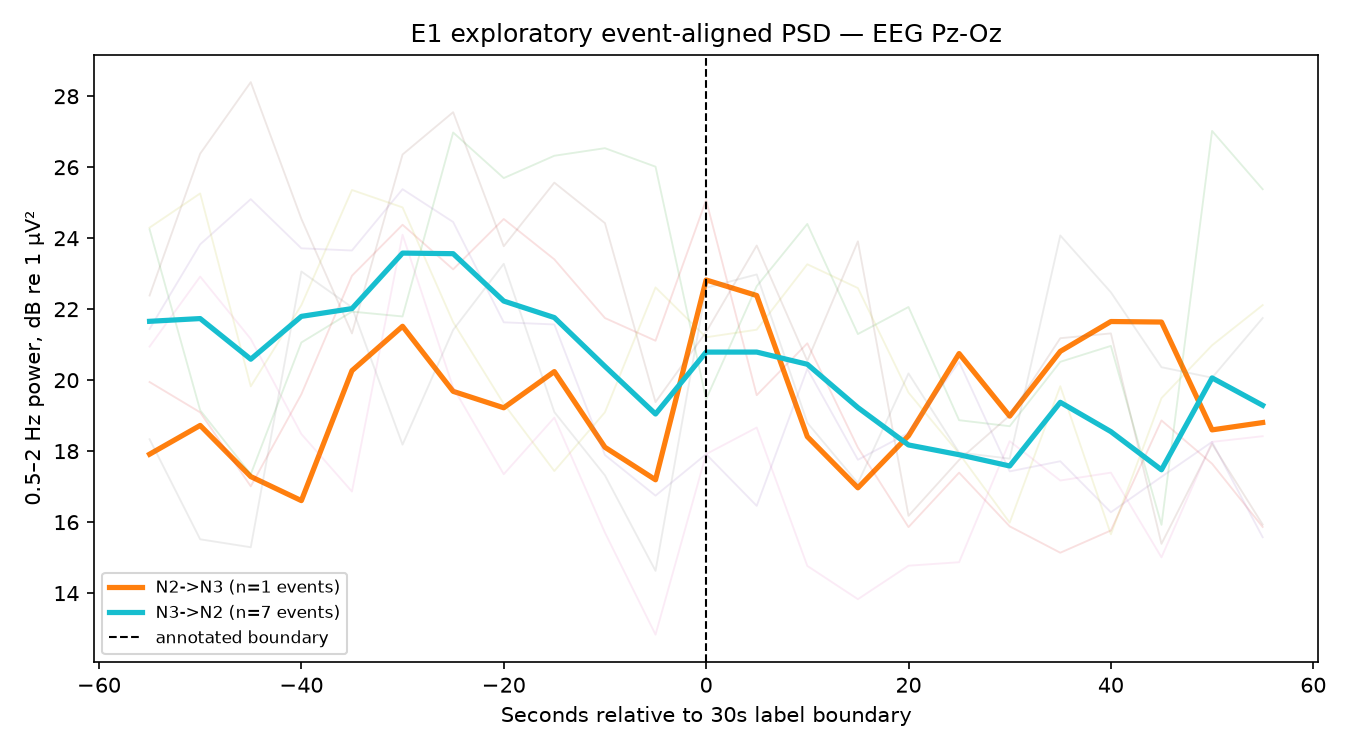 E1 exploratory event-aligned PSD — EEG Pz-Oz
0.5–2 Hz power, dB re 1 µV²
28
26
24
22
20
18
16
14
N2->N3 (n=1 events)
N3->N2 (n=7 events)
annotated boundary
−60
−40
−20
0
20
40
60
Seconds relative to 30s label boundary